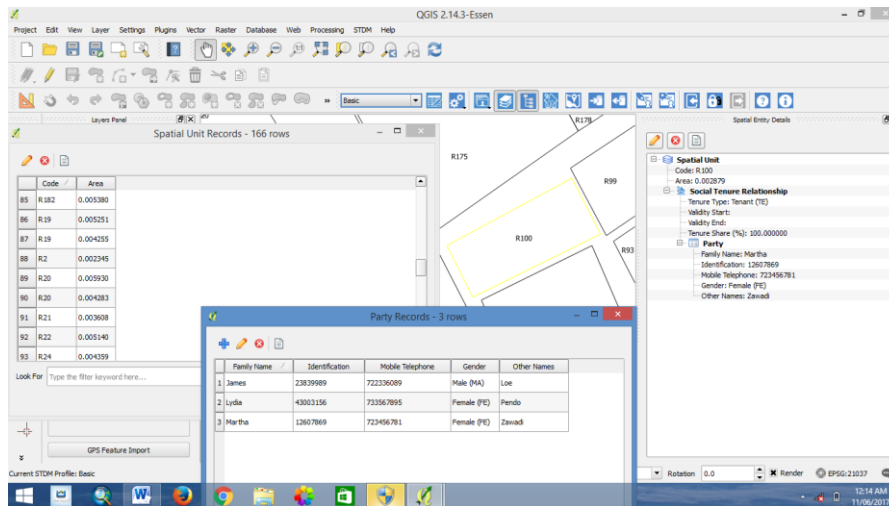 QGIS 2.14.3-Essen
Project Edit View Layer Settings Plugins Vector Raster Database Web Processing STDM Help
Basic
Layers Panel
Spatial Unit Records - 166 rows
Code Area
85 R182 0.005380
86 R19 0.005251
87 R19 0.004255
88 R2 0.002345
89 R20 0.005930
90 R20 0.004283
91 R21 0.003608
92 R22 0.005140
93 R24 0.004359
Look For Type the filter keyword here...
GPS Feature Import
Current STDM Profile: Basic
R178
R175
R99
R100
R93
Party Records - 3 rows
Family Name Identification Mobile Telephone Gender Other Names
1 James 23839989 722336089 Male (MA) Loe
2 Lydia 43003156 733567895 Female (FE) Pendo
3 Martha 12607869 723456781 Female (FE) Zawadi
Spatial Entity Details
Spatial Unit
Code: R100
Area: 0.002879
Social Tenure Relationship
Tenure Type: Tenant (TE)
Validity Start:
Validity End:
Tenure Share (%): 100.000000
Party
Family Name: Martha
Identification: 12607869
Mobile Telephone: 723456781
Gender: Female (FE)
Other Names: Zawadi
Rotation 0.0 Render EPSG:21037
12:14 AM
11/06/2017